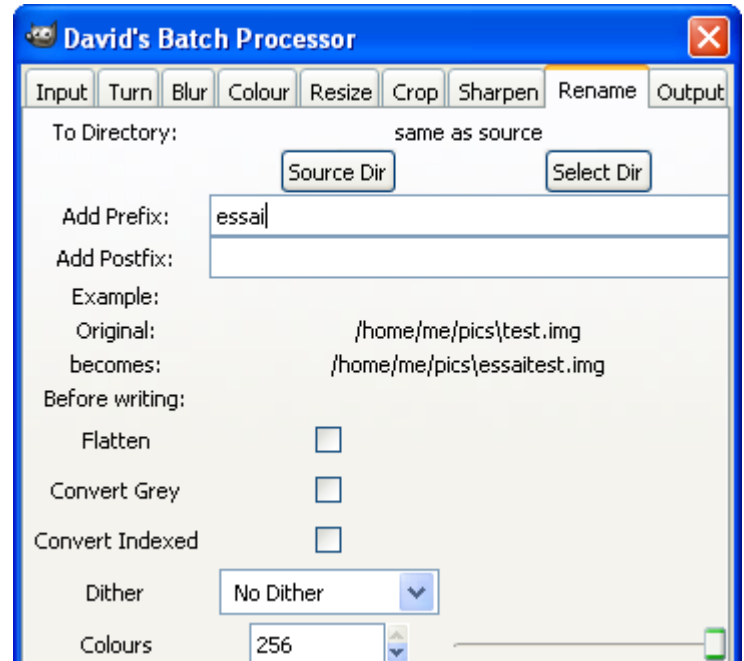 David's Batch Processor
Input Turn Blur Colour Resize Crop Sharpen Rename Output
To Directory: same as source
Source Dir Select Dir
Add Prefix: essai
Add Postfix:
Example:
Original: /home/me/pics\test.img
becomes: /home/me/pics\essaitest.img
Before writing:
Flatten
Convert Grey
Convert Indexed
Dither No Dither
Colours 256